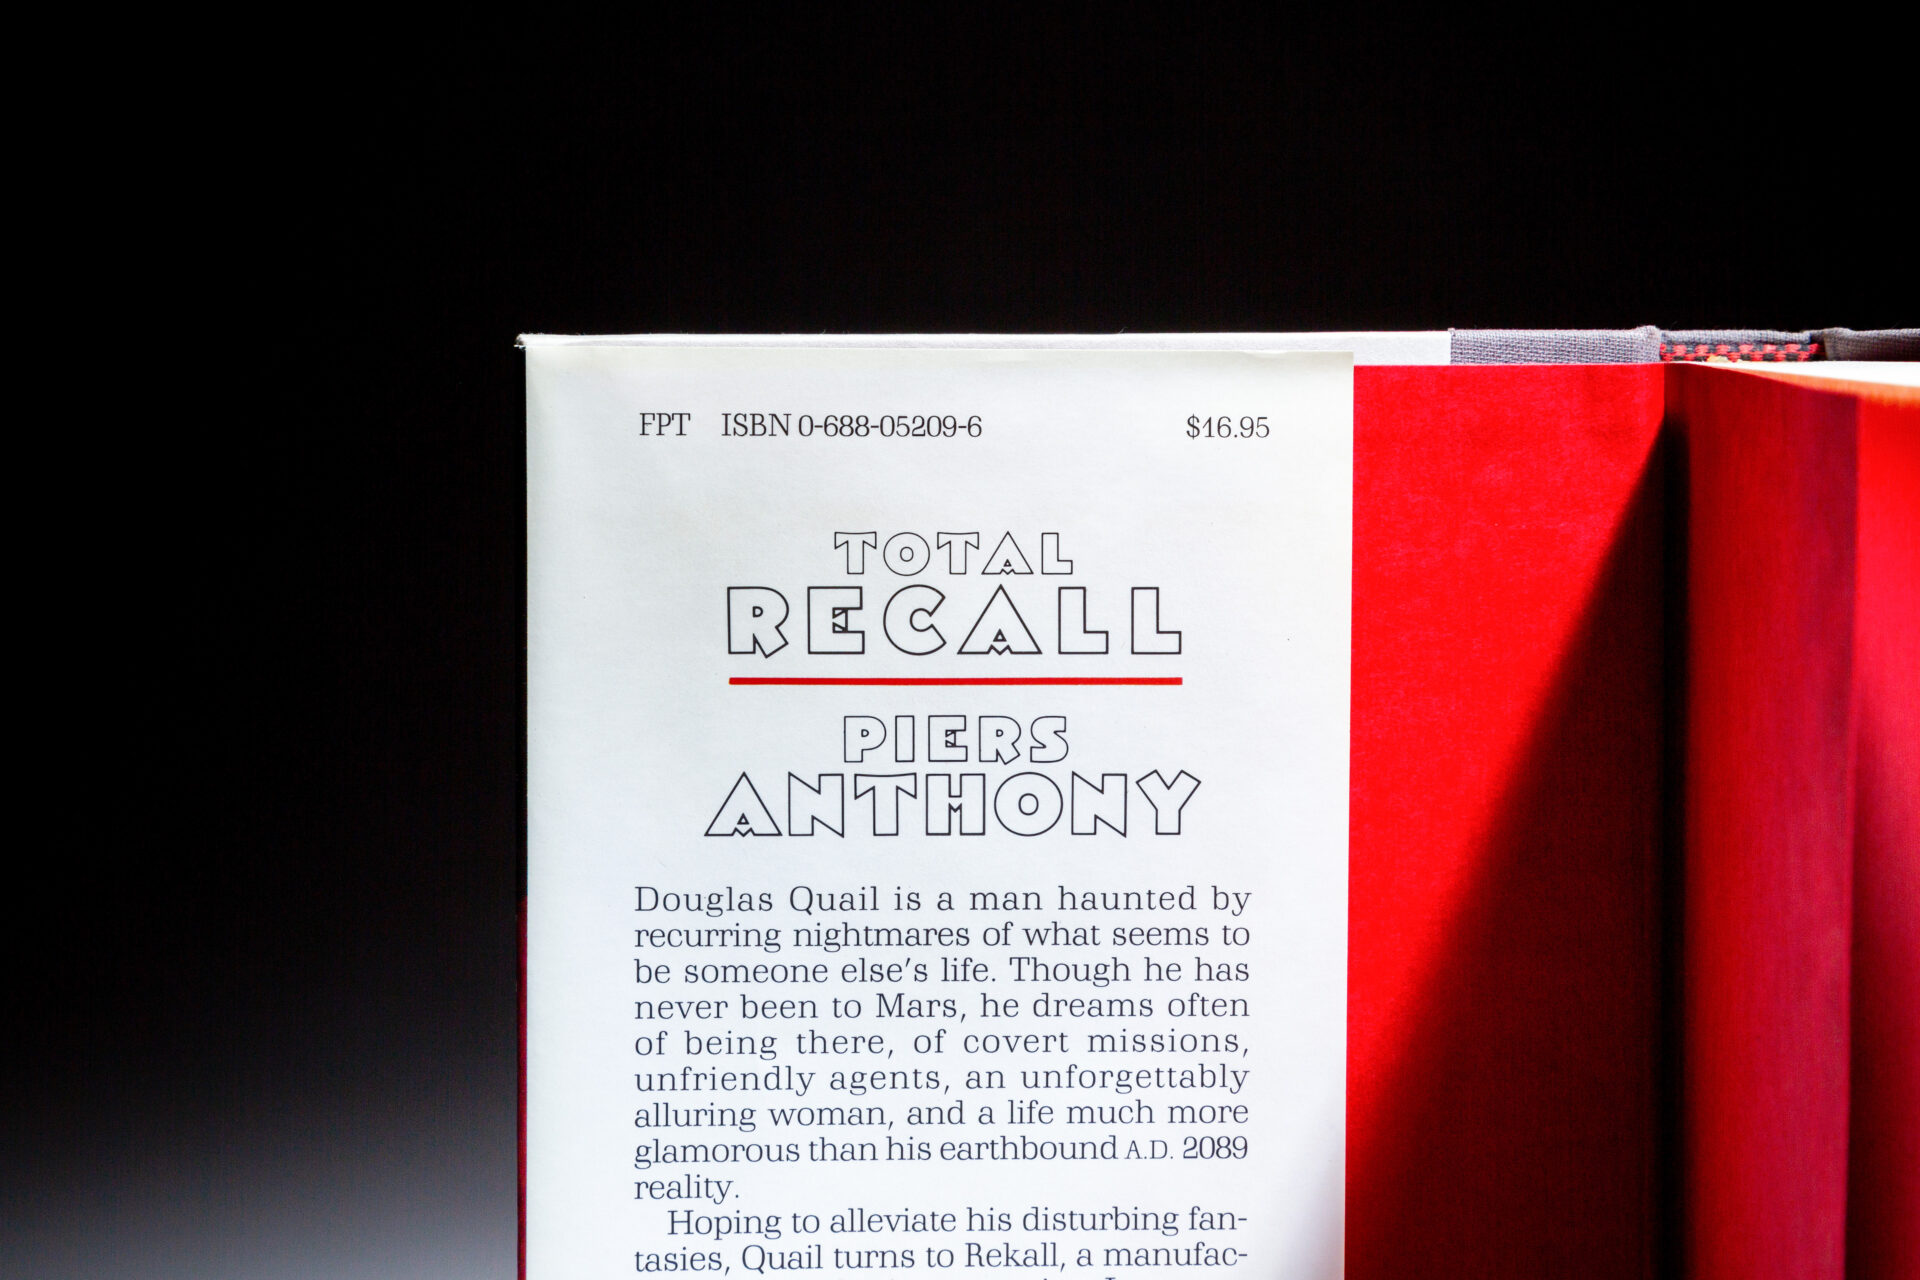 FPT ISBN 0-688-05209-6 $16.95
TOTAL
RECALL
PIERS
ANTHONY
Douglas Quail is a man haunted by
recurring nightmares of what seems to
be someone else's life. Though he has
never been to Mars, he dreams often
of being there, of covert missions,
unfriendly agents, an unforgettably
alluring woman, and a life much more
glamorous than his earthbound A.D. 2089
reality.
Hoping to alleviate his disturbing fan-
tasies, Quail turns to Rekall, a manufac-